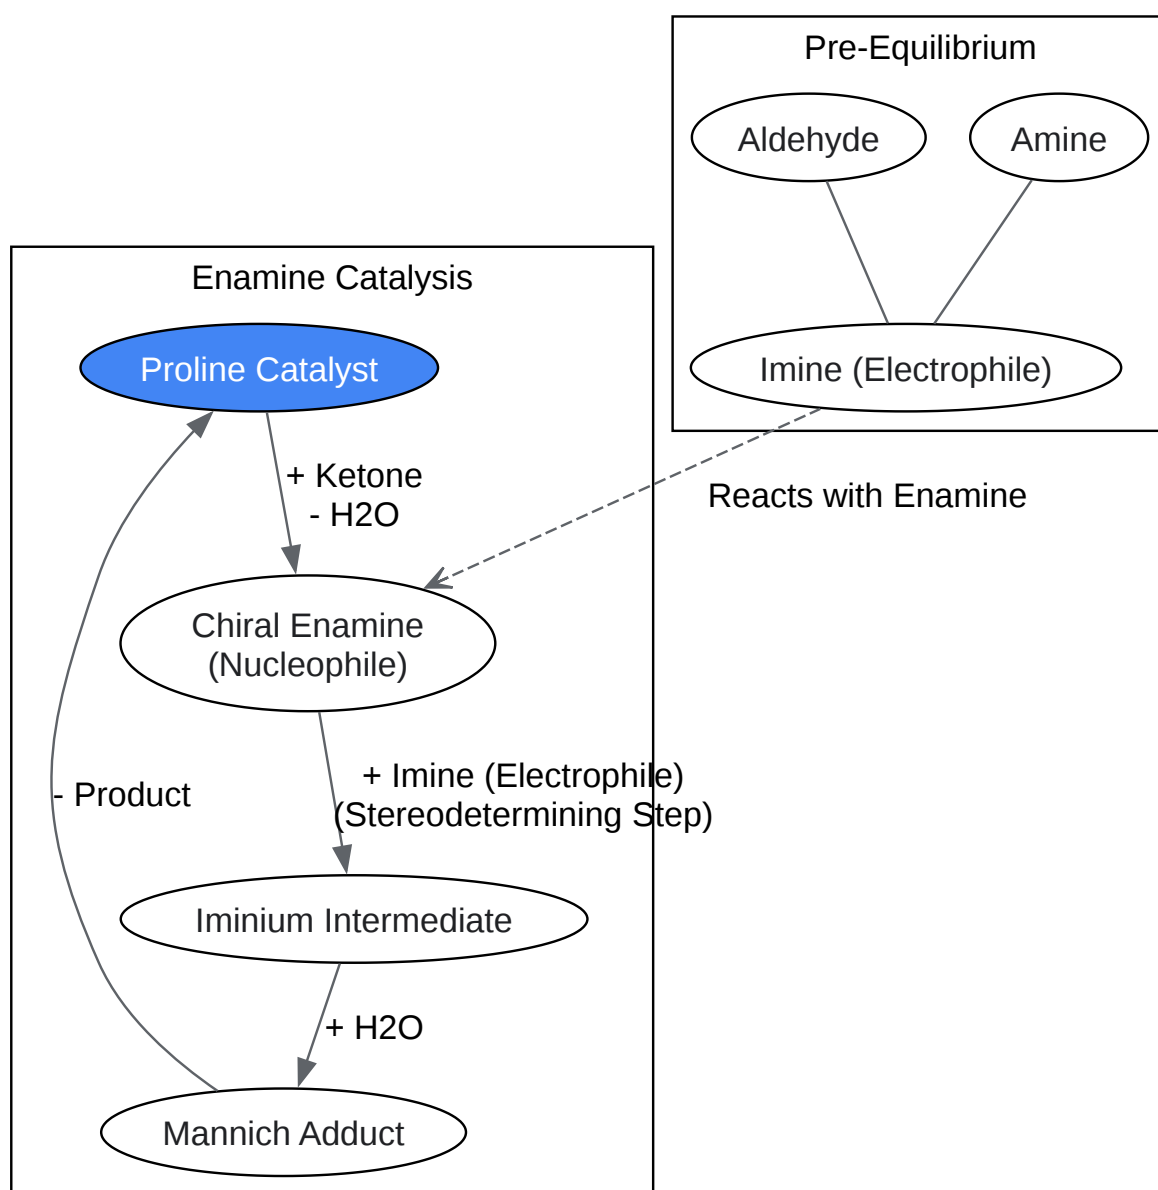 Pre-Equilibrium
Aldehyde
Amine
Imine (Electrophile)
Reacts with Enamine
Enamine Catalysis
Proline Catalyst
+ Ketone
- H2O
Chiral Enamine
(Nucleophile)
+ Imine (Electrophile)
(Stereodetermining Step)
- Product
Iminium Intermediate
+ H2O
Mannich Adduct